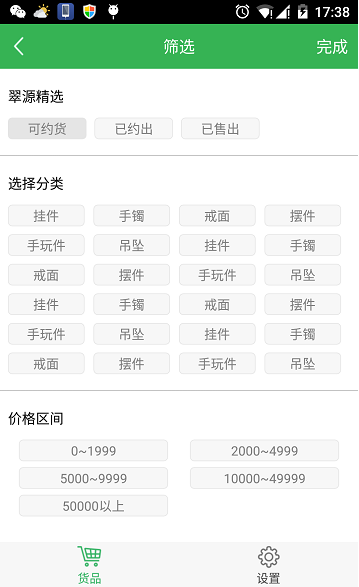 17:38
筛选 完成
翠源精选
可约货 已约出 已售出
选择分类
挂件 手镯 戒面 摆件
手玩件 吊坠 挂件 手镯
戒面 摆件 手玩件 吊坠
挂件 手镯 戒面 摆件
手玩件 吊坠 挂件 手镯
戒面 摆件 手玩件 吊坠
价格区间
0~1999 2000~4999
5000~9999 10000~49999
50000以上
货品 设置